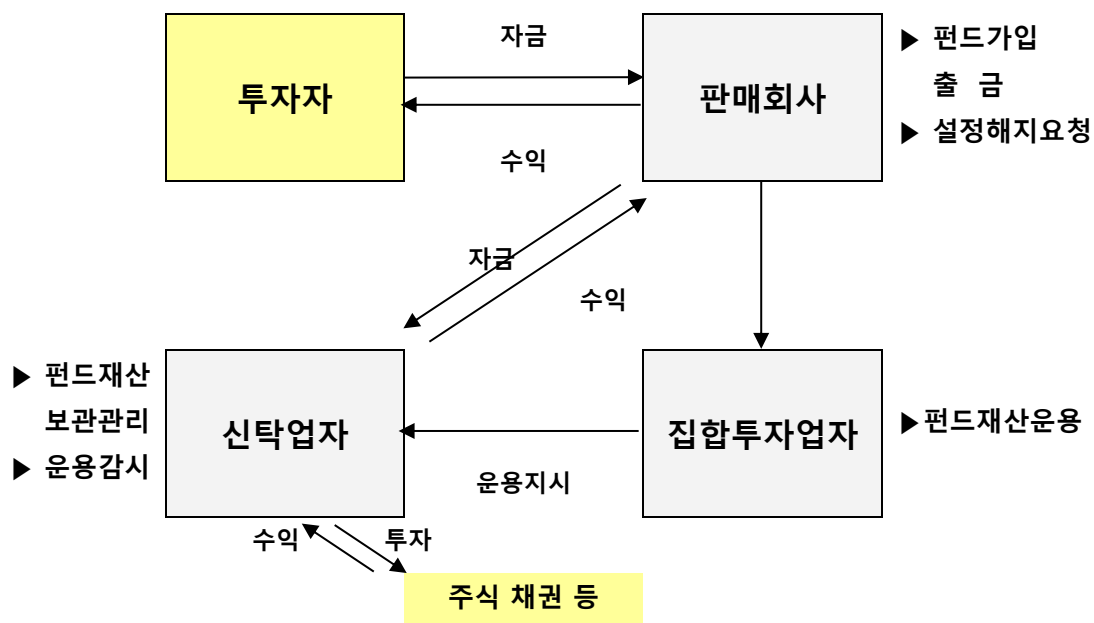 자금
투자자
판매회사
▶ 펀드가입
출 금
▶ 설정해지요청
수익
자금
수익
▶ 펀드재산
보관관리
▶ 운용감시
신탁업자
집합투자업자
▶펀드재산운용
운용지시
수익
투자
주식 채권 등